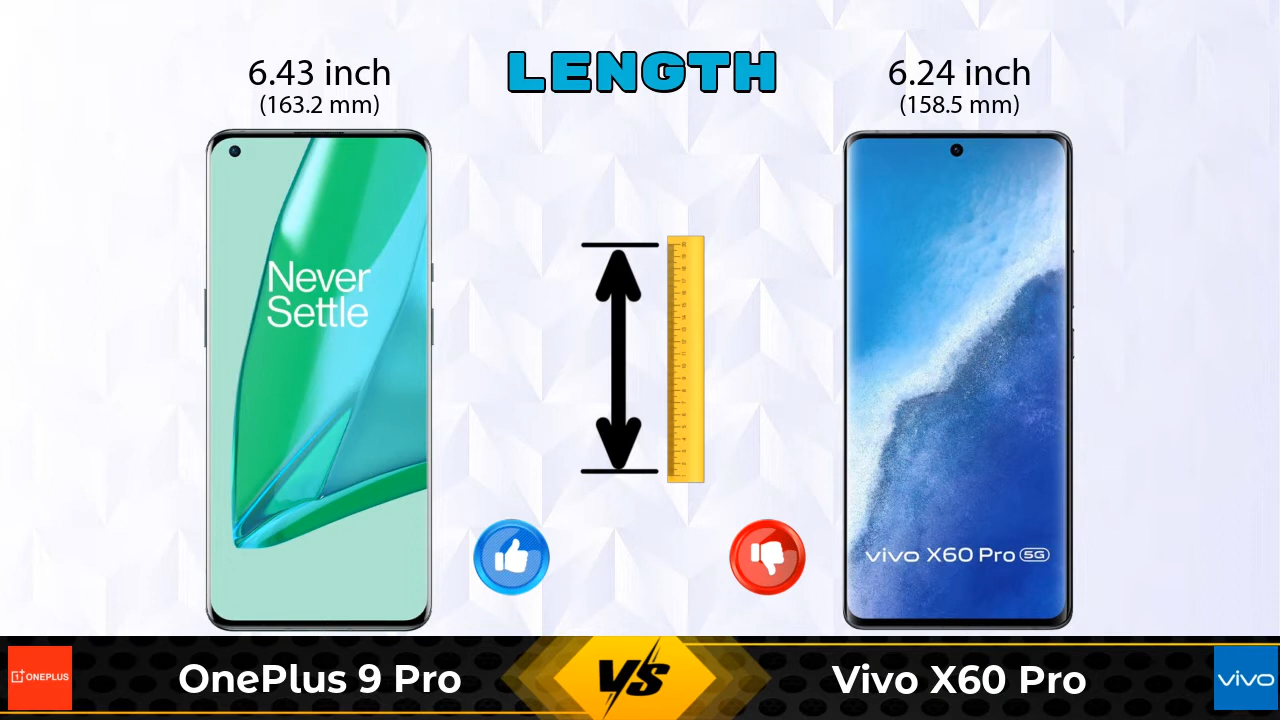 LENGTH
6.43 inch
(163.2 mm)
6.24 inch
(158.5 mm)
Never
Settle
vivo X60 Pro 5G
ONEPLUS
OnePlus 9 Pro
VS
Vivo X60 Pro
vivo